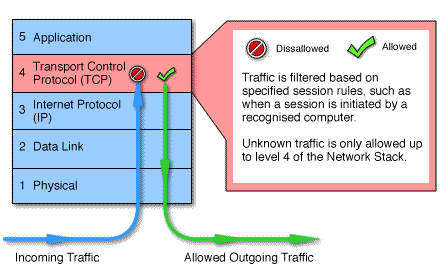 5 Application
4 Transport Control
Protocol (TCP)
3 Internet Protocol
(IP)
2 Data Link
1 Physical
Incoming Traffic
Allowed Outgoing Traffic
Disallowed
Allowed
Traffic is filtered based on
specified session rules, such as
when a session is initiated by a
recognised computer.
Unknown traffic is only allowed up
to level 4 of the Network Stack.